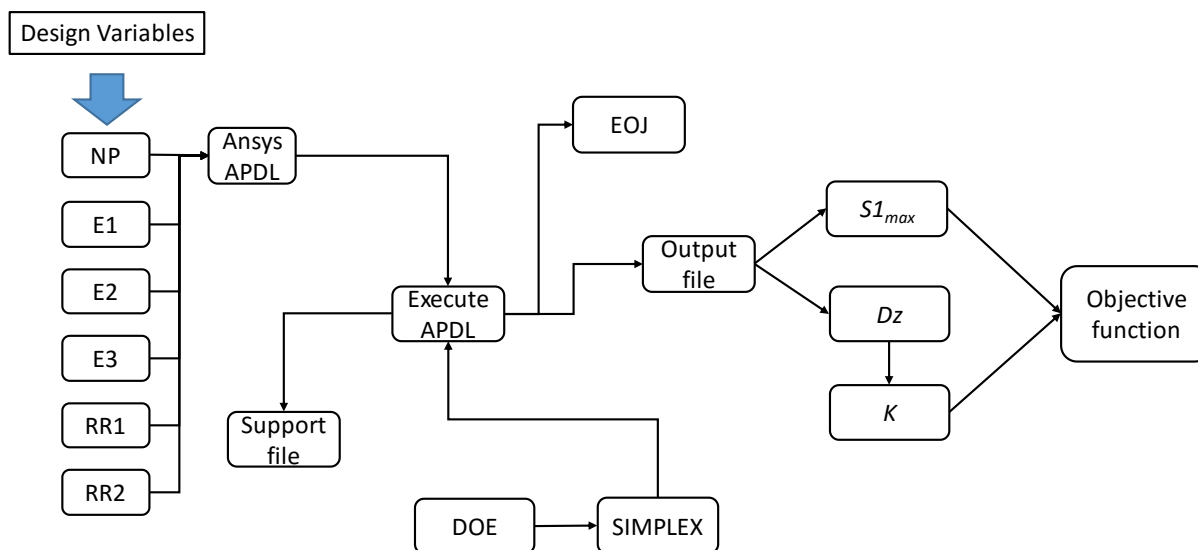 Design Variables
NP
E1
E2
E3
RR1
RR2
Ansys
APDL
Execute
APDL
Support
file
DOE
SIMPLEX
EOJ
Output
file
S1max
Dz
K
Objective
function